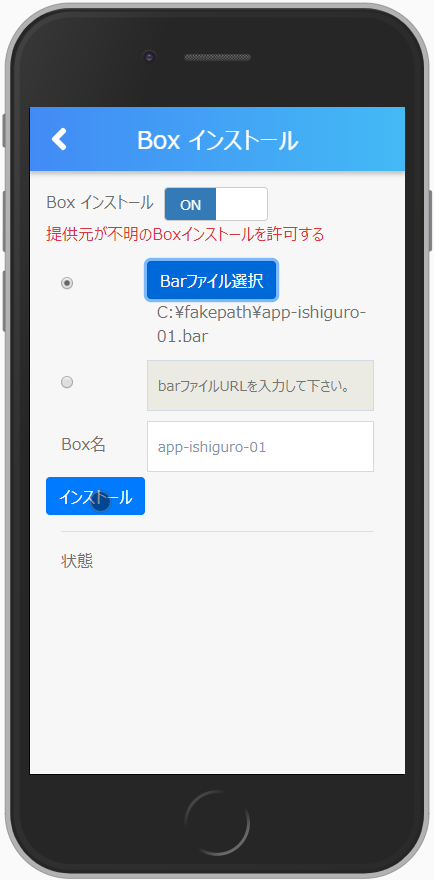 Box インストール
Box インストール ON
提供元が不明のBoxインストールを許可する
Barファイル選択
C:¥fakepath¥app-ishiguro-
01.bar
barファイルURLを入力して下さい。
Box名 app-ishiguro-01
インストール
状態